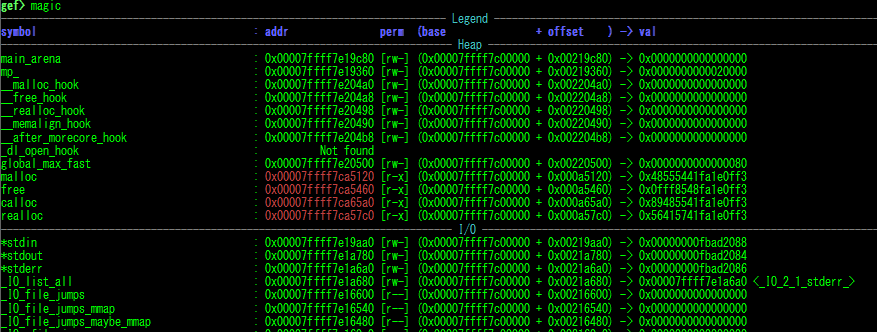 gef> magic
Legend
symbol : addr perm (base + offset ) -> val
Heap
main_arena : 0x00007ffff7e19c80 [rw-] (0x00007ffff7c00000 + 0x00219c80) -> 0x0000000000000000
mp_ : 0x00007ffff7e19360 [rw-] (0x00007ffff7c00000 + 0x00219360) -> 0x0000000000020000
__malloc_hook : 0x00007ffff7e204a0 [rw-] (0x00007ffff7c00000 + 0x002204a0) -> 0x0000000000000000
__free_hook : 0x00007ffff7e204a8 [rw-] (0x00007ffff7c00000 + 0x002204a8) -> 0x0000000000000000
__realloc_hook : 0x00007ffff7e20498 [rw-] (0x00007ffff7c00000 + 0x00220498) -> 0x0000000000000000
__memalign_hook : 0x00007ffff7e20490 [rw-] (0x00007ffff7c00000 + 0x00220490) -> 0x0000000000000000
__after_morecore_hook : 0x00007ffff7e204b8 [rw-] (0x00007ffff7c00000 + 0x002204b8) -> 0x0000000000000000
_dl_open_hook : Not found
global_max_fast : 0x00007ffff7e20500 [rw-] (0x00007ffff7c00000 + 0x00220500) -> 0x0000000000000080
malloc : 0x00007ffff7ca5120 [r-x] (0x00007ffff7c00000 + 0x000a5120) -> 0x48555441fa1e0ff3
free : 0x00007ffff7ca5460 [r-x] (0x00007ffff7c00000 + 0x000a5460) -> 0x0fff8548fa1e0ff3
calloc : 0x00007ffff7ca65a0 [r-x] (0x00007ffff7c00000 + 0x000a65a0) -> 0x89485541fa1e0ff3
realloc : 0x00007ffff7ca57c0 [r-x] (0x00007ffff7c00000 + 0x000a57c0) -> 0x56415741fa1e0ff3
I/O
*stdin : 0x00007ffff7e19aa0 [rw-] (0x00007ffff7c00000 + 0x00219aa0) -> 0x00000000fbad2088
*stdout : 0x00007ffff7e1a780 [rw-] (0x00007ffff7c00000 + 0x0021a780) -> 0x00000000fbad2084
*stderr : 0x00007ffff7e1a6a0 [rw-] (0x00007ffff7c00000 + 0x0021a6a0) -> 0x00000000fbad2086
_IO_list_all : 0x00007ffff7e1a680 [rw-] (0x00007ffff7c00000 + 0x0021a680) -> 0x00007ffff7e1a6a0 <_IO_2_1_stderr_>
_IO_file_jumps : 0x00007ffff7e16600 [r--] (0x00007ffff7c00000 + 0x00216600) -> 0x0000000000000000
_IO_file_jumps_mmap : 0x00007ffff7e16540 [r--] (0x00007ffff7c00000 + 0x00216540) -> 0x0000000000000000
_IO_file_jumps_maybe_mmap : 0x00007ffff7e16480 [r--] (0x00007ffff7c00000 + 0x00216480) -> 0x0000000000000000